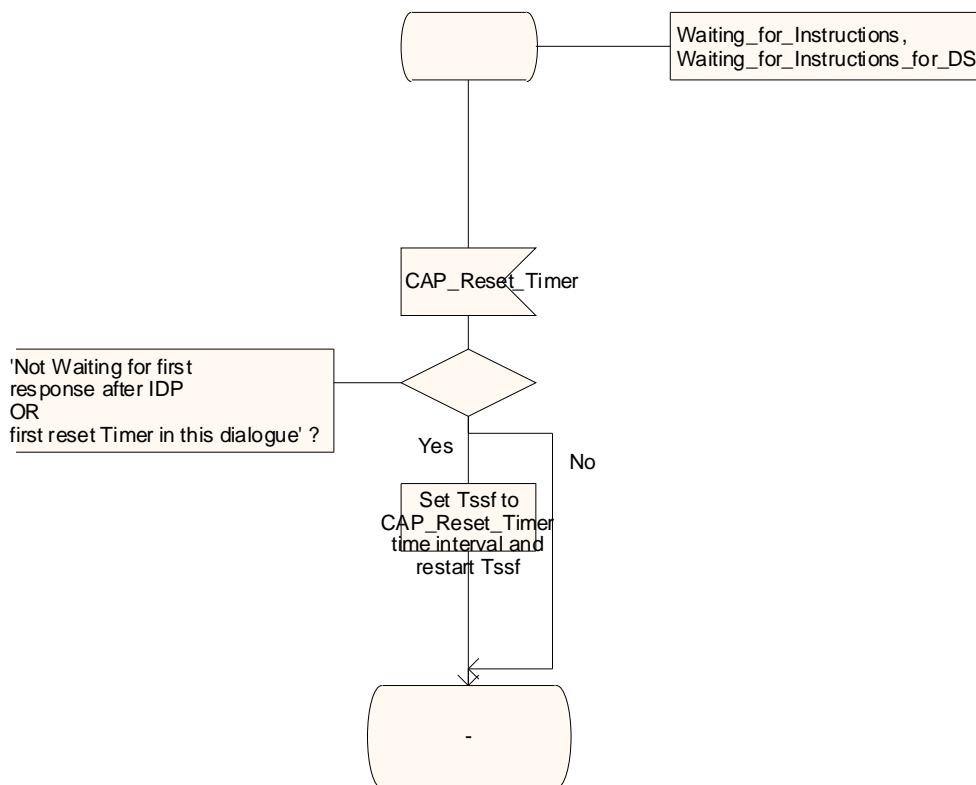 Waiting_for_Instructions,
Waiting_for_Instructions_for_DS
CAP_Reset_Timer
'Not Waiting for first
response after IDP
OR
first reset Timer in this dialogue' ?
Yes
No
Set Tssf to
CAP_Reset_Timer
time interval and
restart Tssf
-